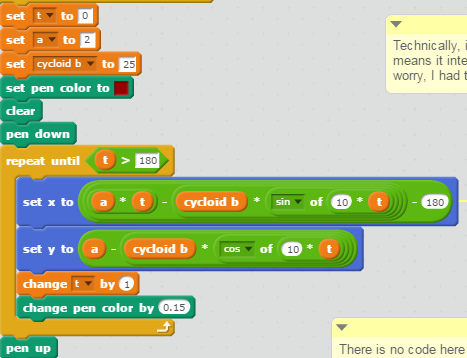 set t to 0
set a to 2
set cycloid b to 25
set pen color to
clear
pen down
repeat until t > 180
set x to a * t - cycloid b * sin of 10 * t - 180
set y to a - cycloid b * cos of 10 * t
change t by 1
change pen color by 0.15
pen up
Technically, i
means it inte
worry, I had t
There is no code here